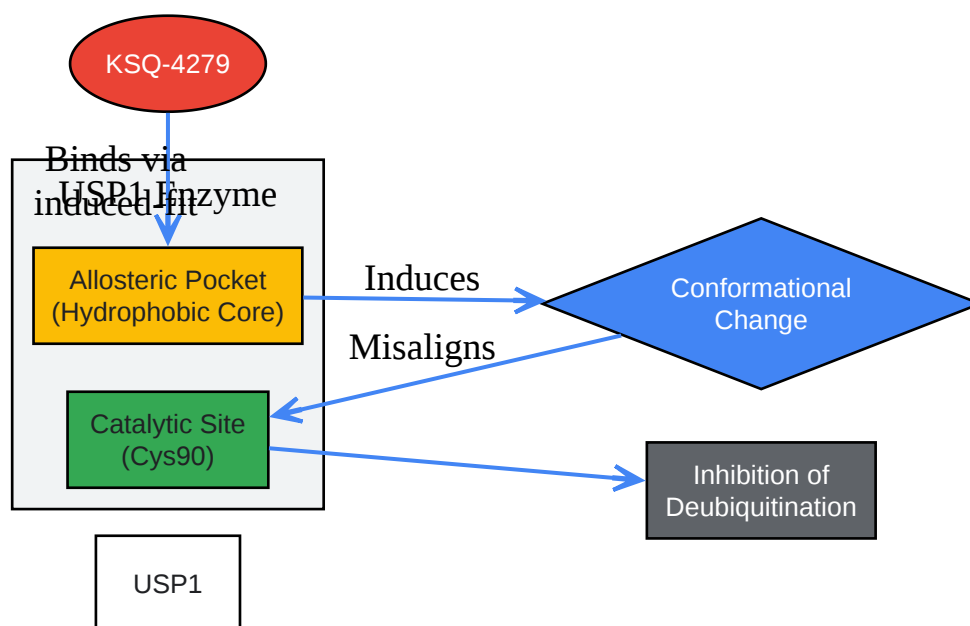 KSQ-4279
Binds via
induced-fit
USP1 Enzyme
Allosteric Pocket
(Hydrophobic Core)
Induces
Conformational
Change
Misaligns
Catalytic Site
(Cys90)
Inhibition of
Deubiquitination
USP1